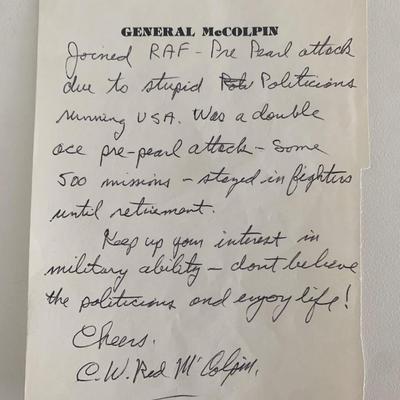 GENERAL McCOLPIN
Joined RAF - Pre Pearl attack
due to stupid Politicions
running USA. Was a double
ace pre-pearl attack - Some
500 missions - stayed in fighters
until retirement.
Keep up your interest in
military ability - dont believe
the politicians and enjoy life!
Cheers.
C.W. Red McColpin.